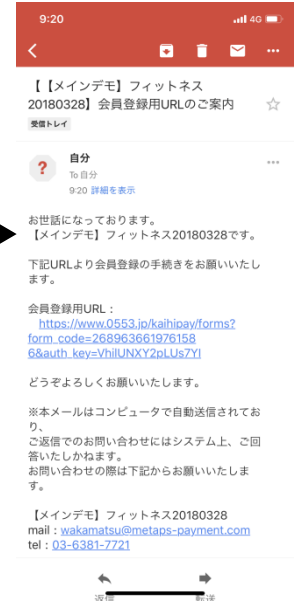 9:20
4G
【【メインデモ】フィットネス
20180328】会員登録用URLのご案内
受信トレイ
?
自分
To 自分
9:20 詳細を表示
お世話になっております。
【メインデモ】フィットネス20180328です。
下記URLより会員登録の手続きをお願いいたし
ます。
会員登録用URL：
https://www.0553.jp/kaihipay/forms?
form_code=268963661976158
6&auth_key=VhilUNXY2pLUs7YI
どうぞよろしくお願いいたします。
※本メールはコンピュータで自動送信されてお
り、
ご返信でのお問い合わせにはシステム上、ご回
答いたしかねます。
お問い合わせの際は下記からお願いいたしま
す。
【メインデモ】フィットネス20180328
mail：wakamatsu@metaps-payment.com
tel：03-6381-7721
返信
転送